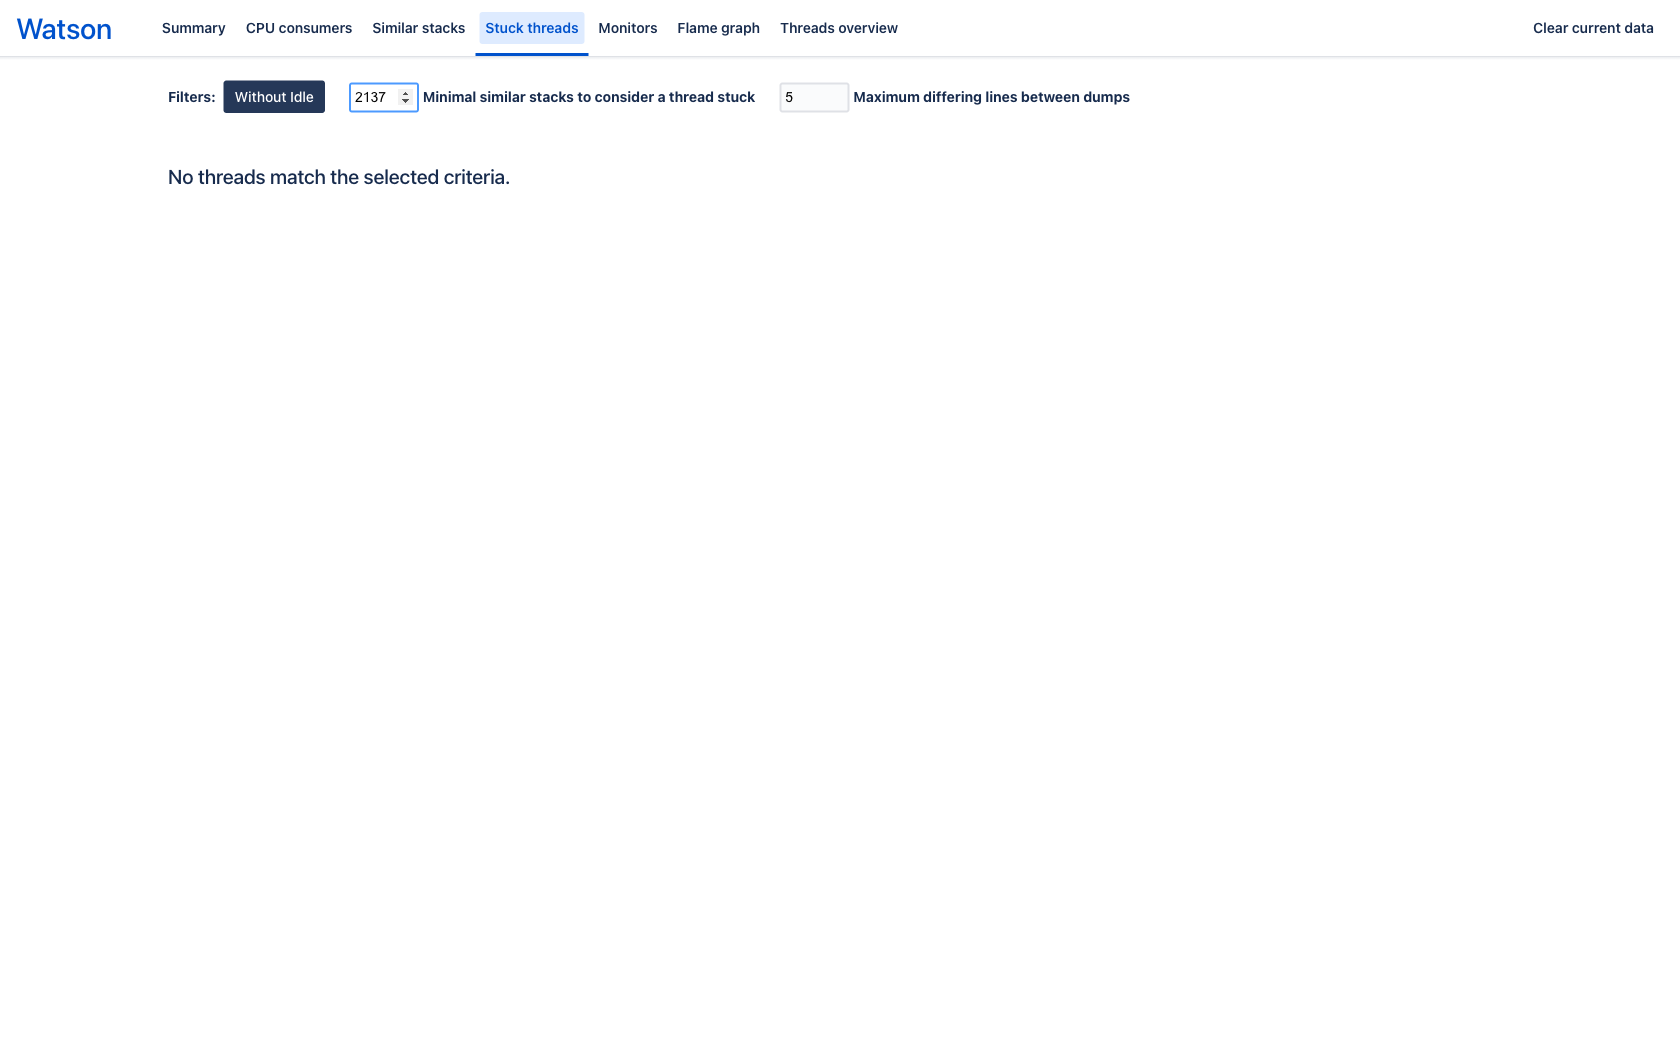 Watson Summary CPU consumers Similar stacks Stuck threads Monitors Flame graph Threads overview Clear current data
Filters: Without Idle 2137 Minimal similar stacks to consider a thread stuck 5 Maximum differing lines between dumps
No threads match the selected criteria.